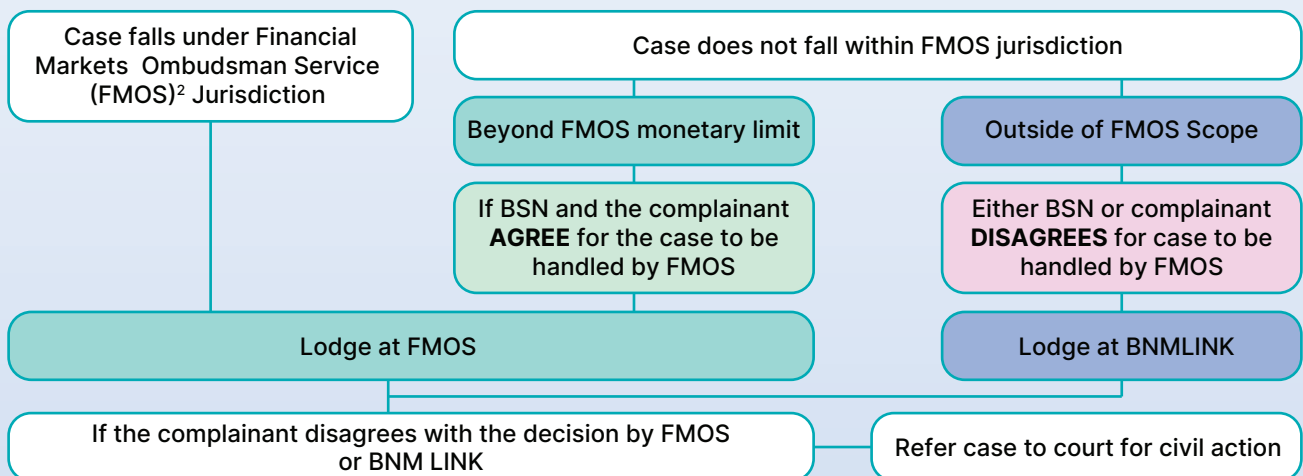 Case falls under Financial
Markets Ombudsman Service
(FMOS)² Jurisdiction
Case does not fall within FMOS jurisdiction
Beyond FMOS monetary limit
Outside of FMOS Scope
If BSN and the complainant
AGREE for the case to be
handled by FMOS
Either BSN or complainant
DISAGREES for case to be
handled by FMOS
Lodge at FMOS
Lodge at BNMLINK
If the complainant disagrees with the decision by FMOS
or BNM LINK
Refer case to court for civil action